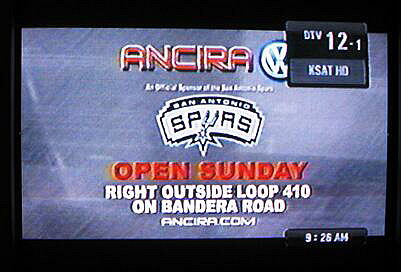 ANCIRA
DTV 12-1
KSAT HD
An Official Sponsor of the San Antonio Spurs
SAN ANTONIO
SPURS
OPEN SUNDAY
RIGHT OUTSIDE LOOP 410
ON BANDERA ROAD
ANCIRA.COM
9:26 AM